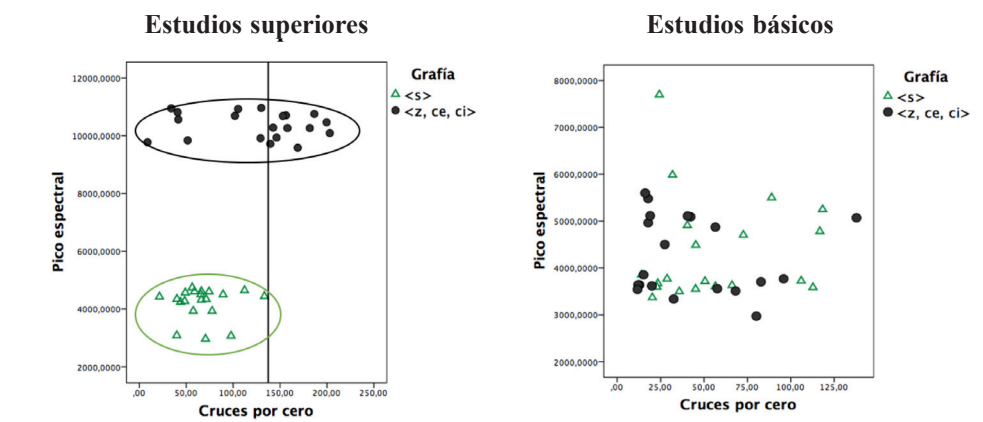 Estudios superiores
12000,0000
10000,0000
8000,0000
6000,0000
4000,0000
2000,0000
Pico espectral
,00 50,00 100,00 150,00 200,00 250,00
Cruces por cero
Grafía
<s>
<z, ce, ci>
Estudios básicos
8000,0000
7000,0000
6000,0000
5000,0000
4000,0000
3000,0000
2000,0000
Pico espectral
,00 25,00 50,00 75,00 100,00 125,00
Cruces por cero
Grafía
<s>
<z, ce, ci>